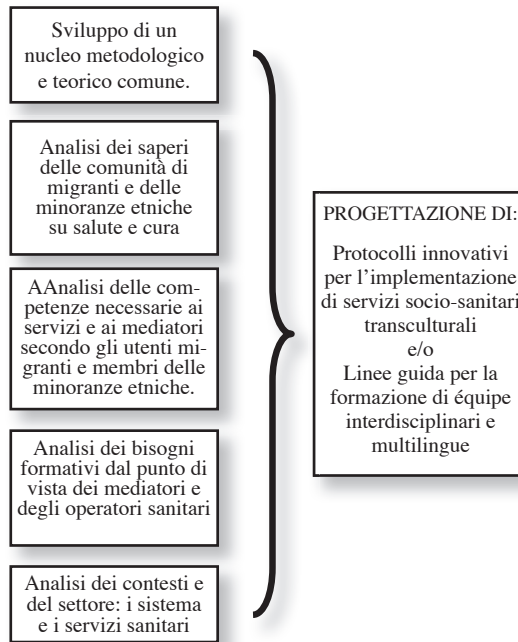 Sviluppo di un
nucleo metodologico
e teorico comune.
Analisi dei saperi
delle comunità di
migranti e delle
minoranze etniche
su salute e cura
AAnalisi delle com-
petenze necessarie ai
servizi e ai mediatori
secondo gli utenti mi-
granti e membri delle
minoranze etniche.
Analisi dei bisogni
formativi dal punto di
vista dei mediatori e
degli operatori sanitari
Analisi dei contesti e
del settore: i sistema
e i servizi sanitari
PROGETTAZIONE DI:
Protocolli innovativi
per l’implementazione
di servizi socio-sanitari
transculturali
e/o
Linee guida per la
formazione di équipe
interdisciplinari e
multilingue